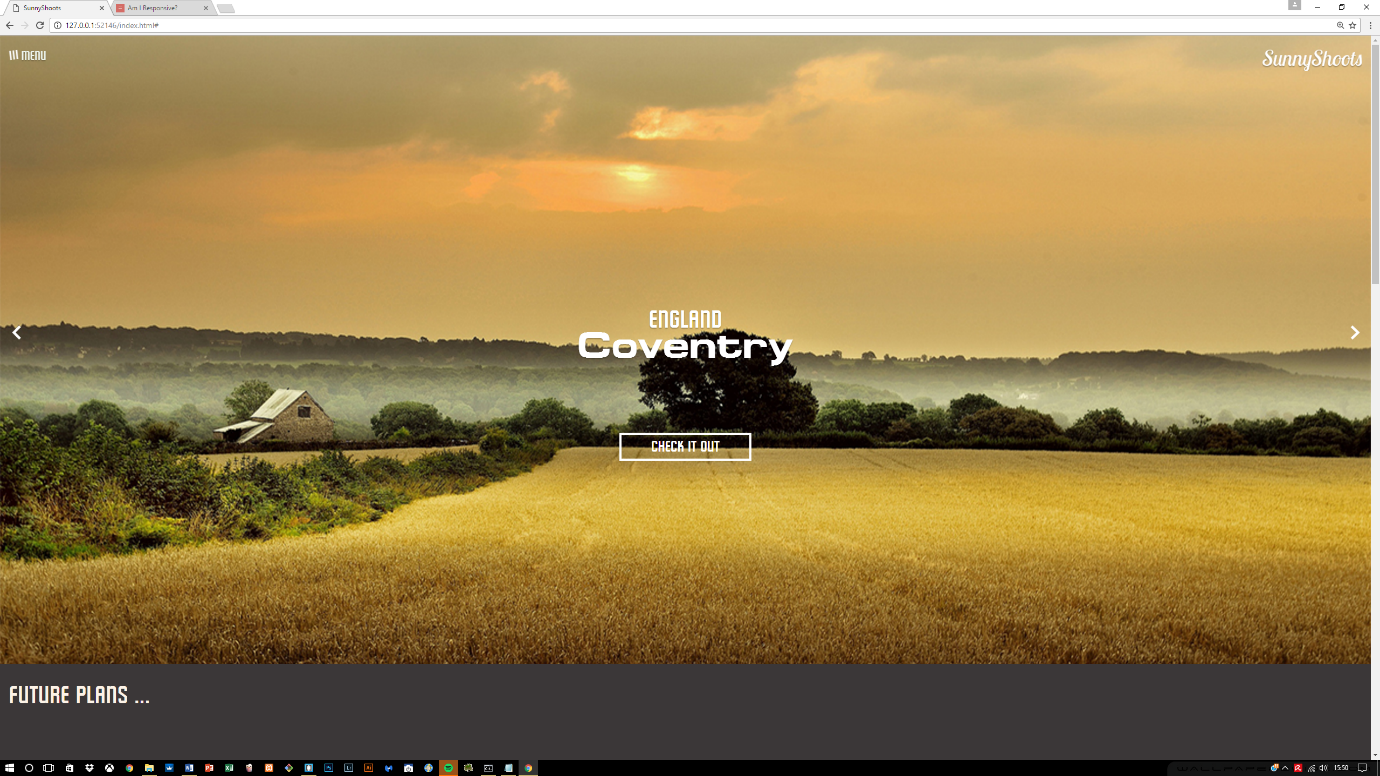 SunnyShoots
Am I Responsive?
127.0.0.1:52146/index.html#
MENU
SunnyShoots
ENGLAND
Coventry
CHECK IT OUT
FUTURE PLANS ...
15:50